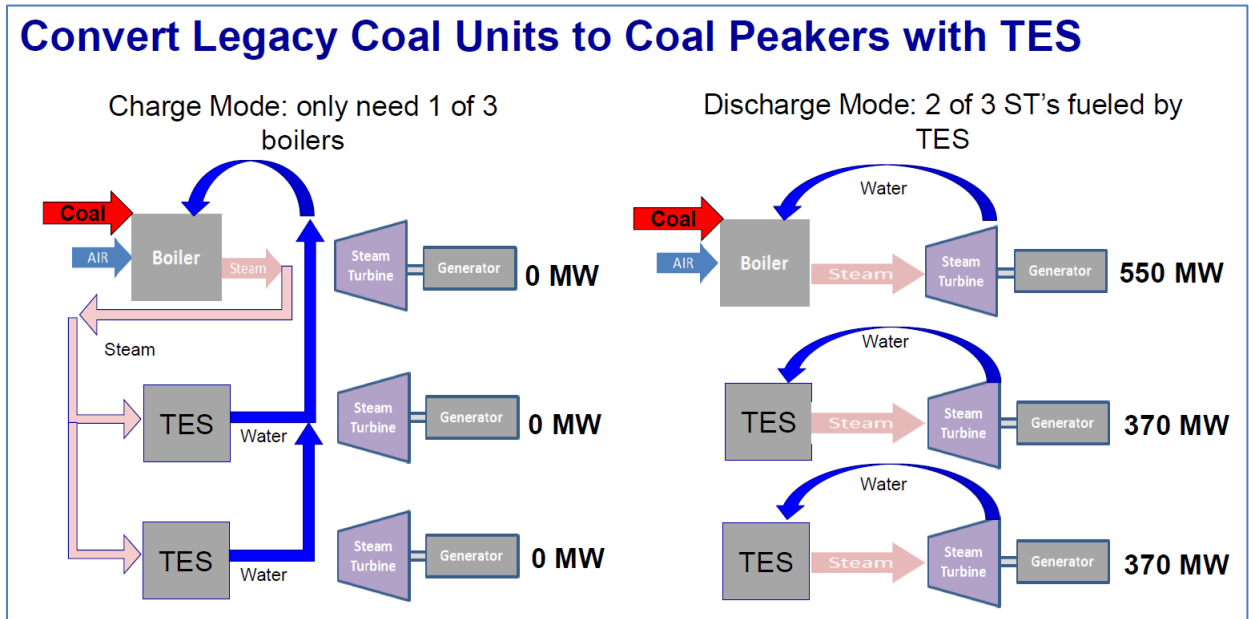 Convert Legacy Coal Units to Coal Peakers with TES
Charge Mode: only need 1 of 3
boilers
Coal
AIR
Boiler
Steam
Steam
Turbine
Generator
0 MW
Steam
TES
Water
Steam
Turbine
Generator
0 MW
TES
Water
Steam
Turbine
Generator
0 MW
Discharge Mode: 2 of 3 ST's fueled by
TES
Water
Coal
AIR
Boiler
Steam
Steam
Turbine
Generator
550 MW
Water
TES
Steam
Steam
Turbine
Generator
370 MW
Water
TES
Steam
Steam
Turbine
Generator
370 MW